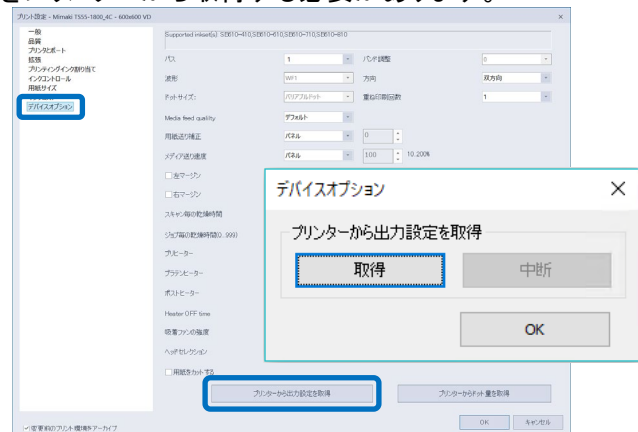 プリント設定 - Mimaki TS55-1800_4C - 600x600 VD
一般
品質
プリンタとポート
拡張
プリンティングインク割り当て
インクコントロール
用紙サイズ
デバイスオプション
Supported inkset(s): SB610-410,SB610-610,SB610-710,SB610-810
パス 1 バンド調整 0
波形 WF1 方向 双方向
ドットサイズ: バリアブルドット 重ね印刷回数 1
Media feed quality デフォルト
用紙送り補正 パネル 0
メディア送り速度 パネル 100 10..200%
左マージン
右マージン
スキャン毎の乾燥時間
ジョブ毎の乾燥時間(0..999)
プリヒーター
プラテンヒーター
ポストヒーター
Heater OFF time
吸着ファンの強度
ヘッドセレクション
用紙をカットする
プリンターから出力設定を取得 プリンターからドット量を取得
OK キャンセル
変更前のプリント環境をアーカイブ
デバイスオプション
プリンターから出力設定を取得
取得 中断
OK